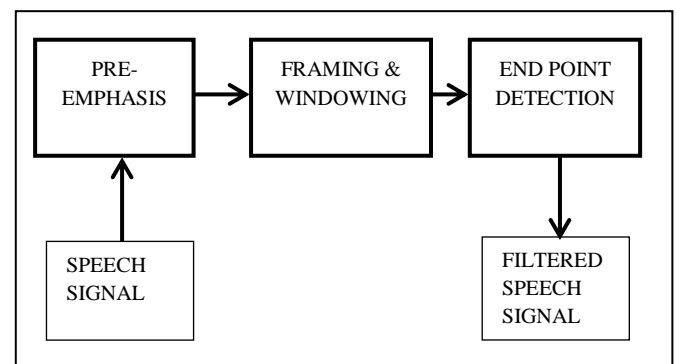 PRE-
EMPHASIS
FRAMING &
WINDOWING
END POINT
DETECTION
SPEECH
SIGNAL
FILTERED
SPEECH
SIGNAL